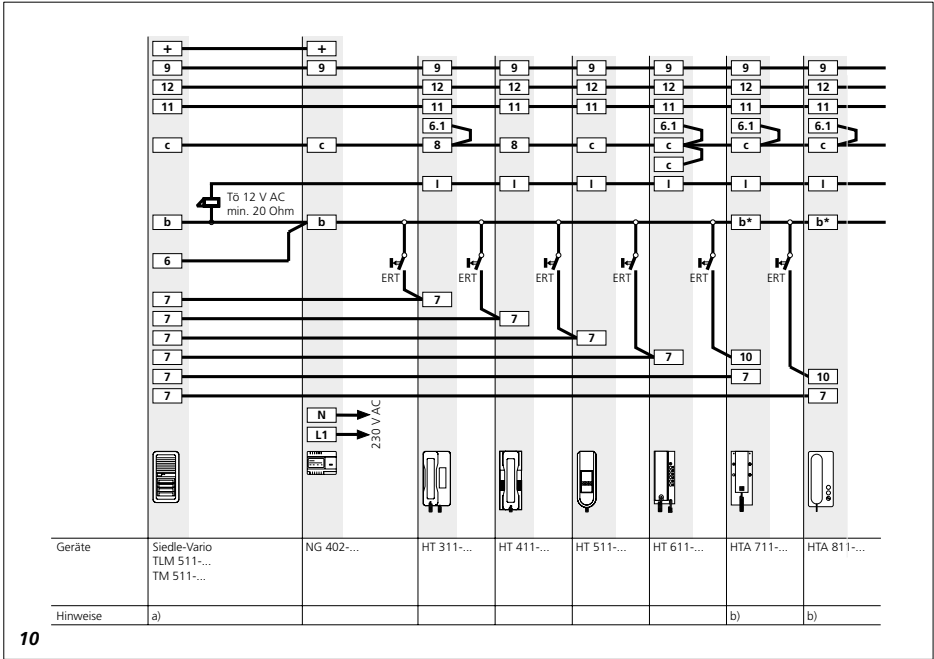 + +
9 9 9 9 9 9 9 9
12 12 12 12 12 12 12
11 11 11 11 11 11 11
6.1 6.1 6.1 6.1
c c 8 8 c c c c
c
I I I I I I
Tö 12 V AC
min. 20 Ohm
b b b* b*
6
ERT ERT ERT ERT ERT ERT
7 7
7 7
7 7
7 7 10
7 7 10
7 7
N
L1
230 V AC
Geräte Siedle-Vario NG 402-... HT 311-... HT 411-... HT 511-... HT 611-... HTA 711-... HTA 811-...
TLM 511-...
TM 511-...
Hinweise a) b) b)
10